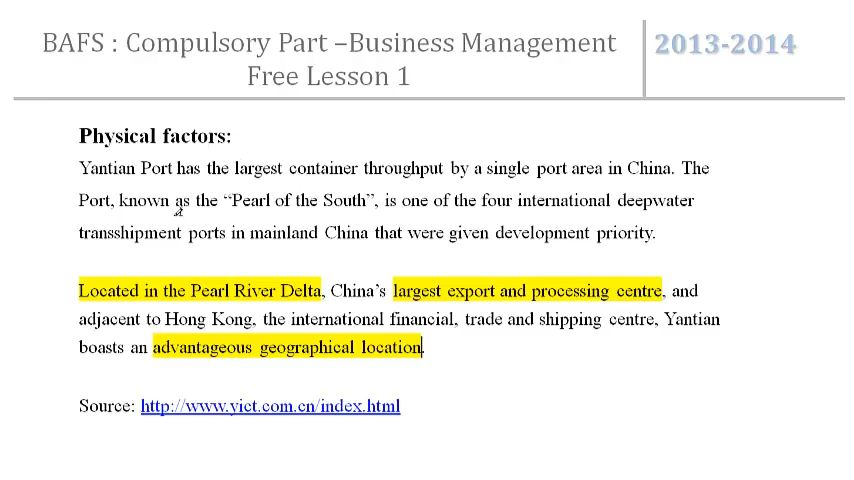 BAFS : Compulsory Part –Business Management
Free Lesson 1
2013-2014
Physical factors:
Yantian Port has the largest container throughput by a single port area in China. The
Port, known as the “Pearl of the South”, is one of the four international deepwater
transshipment ports in mainland China that were given development priority.
Located in the Pearl River Delta, China’s largest export and processing centre, and
adjacent to Hong Kong, the international financial, trade and shipping centre, Yantian
boasts an advantageous geographical location.
Source: http://www.yict.com.cn/index.html